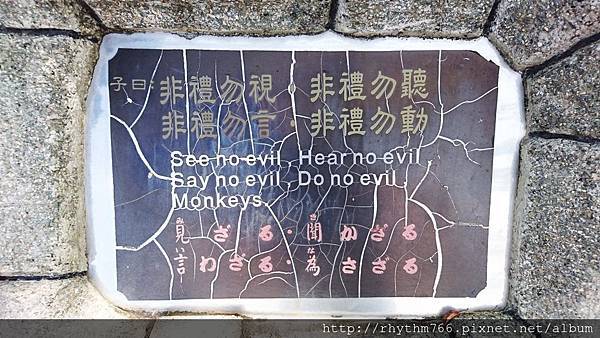 子曰：非禮勿視．非禮勿聽
非禮勿言．非禮勿動
See no evil . Hear no evil .
Say no evil . Do no evil .
Monkeys.
見ざる．聞かざる
言わざる．為さざる
http://rhythm766.pixnet.net/album